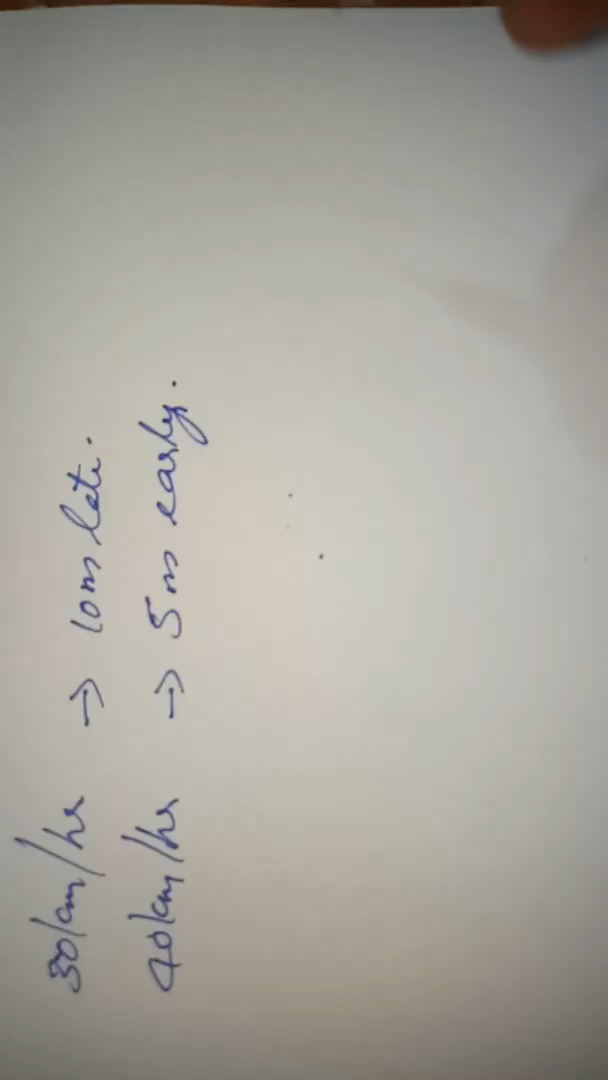 30km/hr → 10m late.
40km/hr → 5m early.